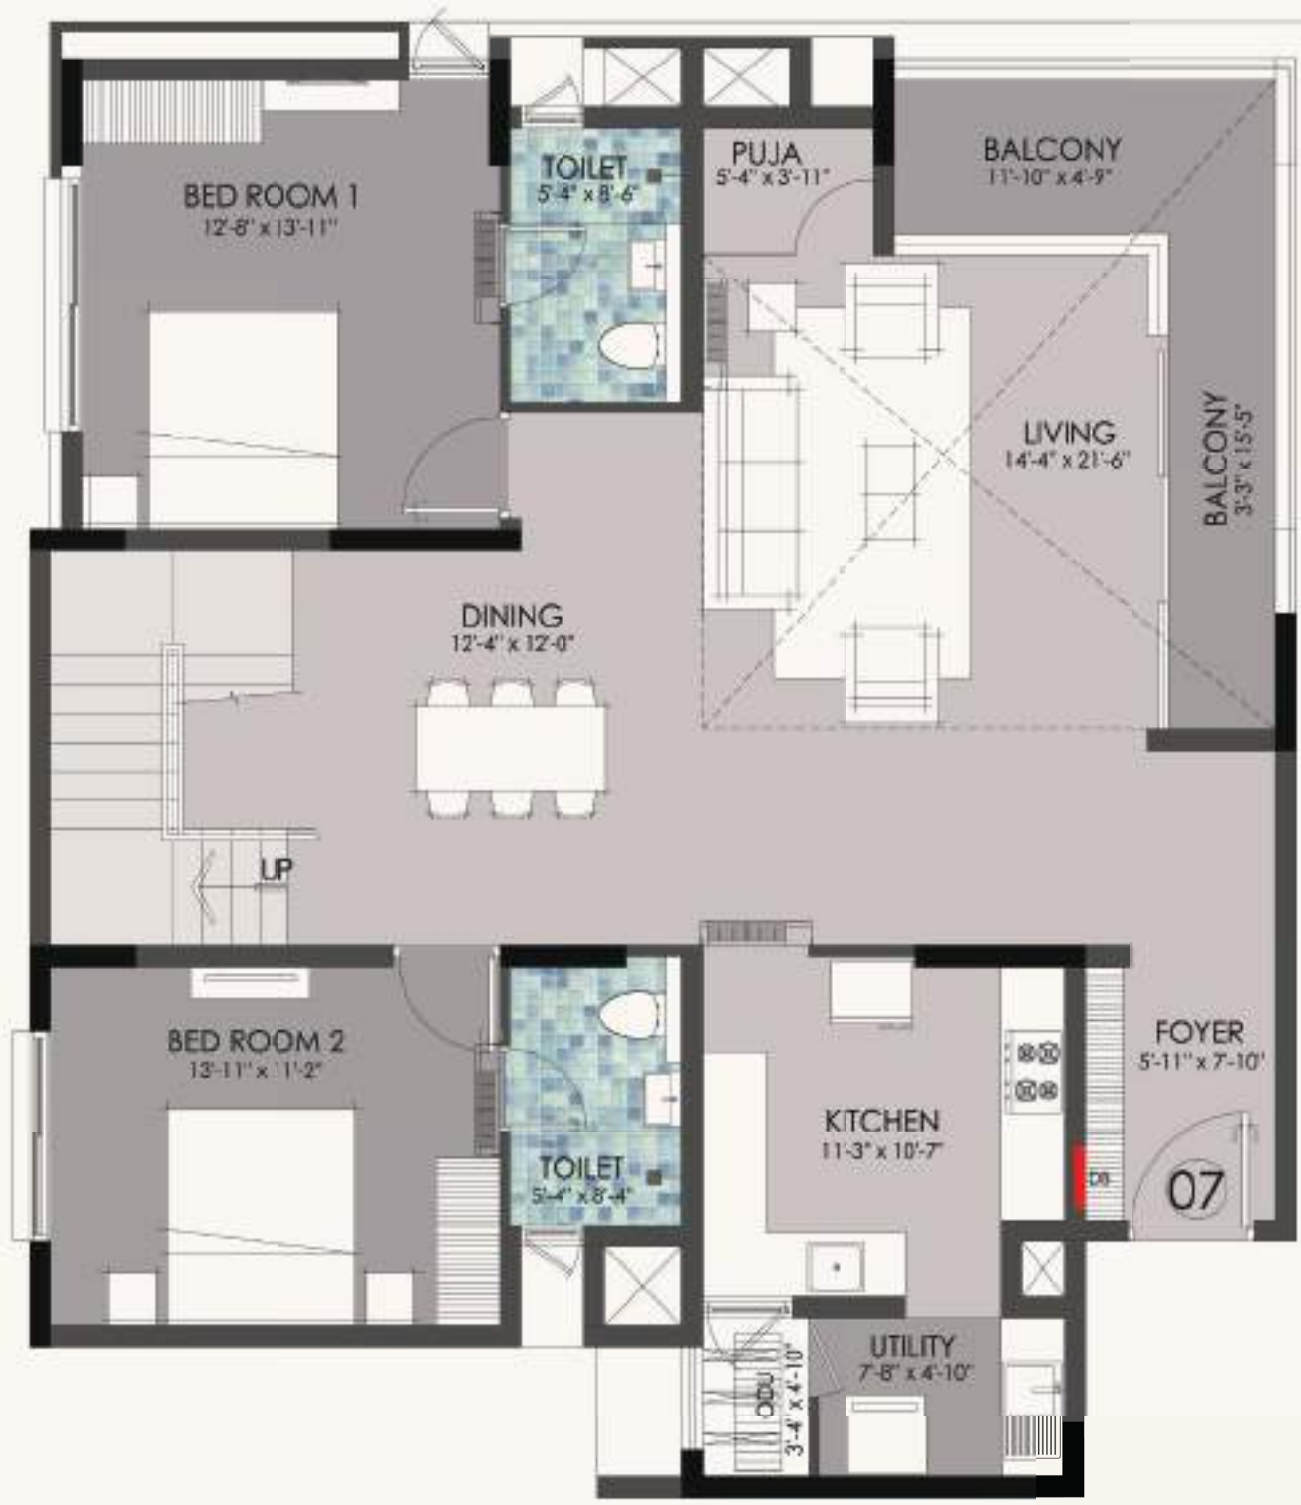 BED ROOM 1
12'-8" x 13'-11"
TOILET
5'-4" x 8'-6"
PUJA
5'-4" x 3'-11"
BALCONY
11'-10" x 4'-9"
LIVING
14'-4" x 21'-6"
BALCONY
3'-3" x 15'-5"
DINING
12'-4" x 12'-0"
UP
BED ROOM 2
13'-11" x 11'-2"
TOILET
5'-4" x 8'-4"
KITCHEN
11'-3" x 10'-7"
FOYER
5'-11" x 7'-10"
DB
07
UTILITY
7'-8" x 4'-10"
ODU
3'-4" x 4'-10"